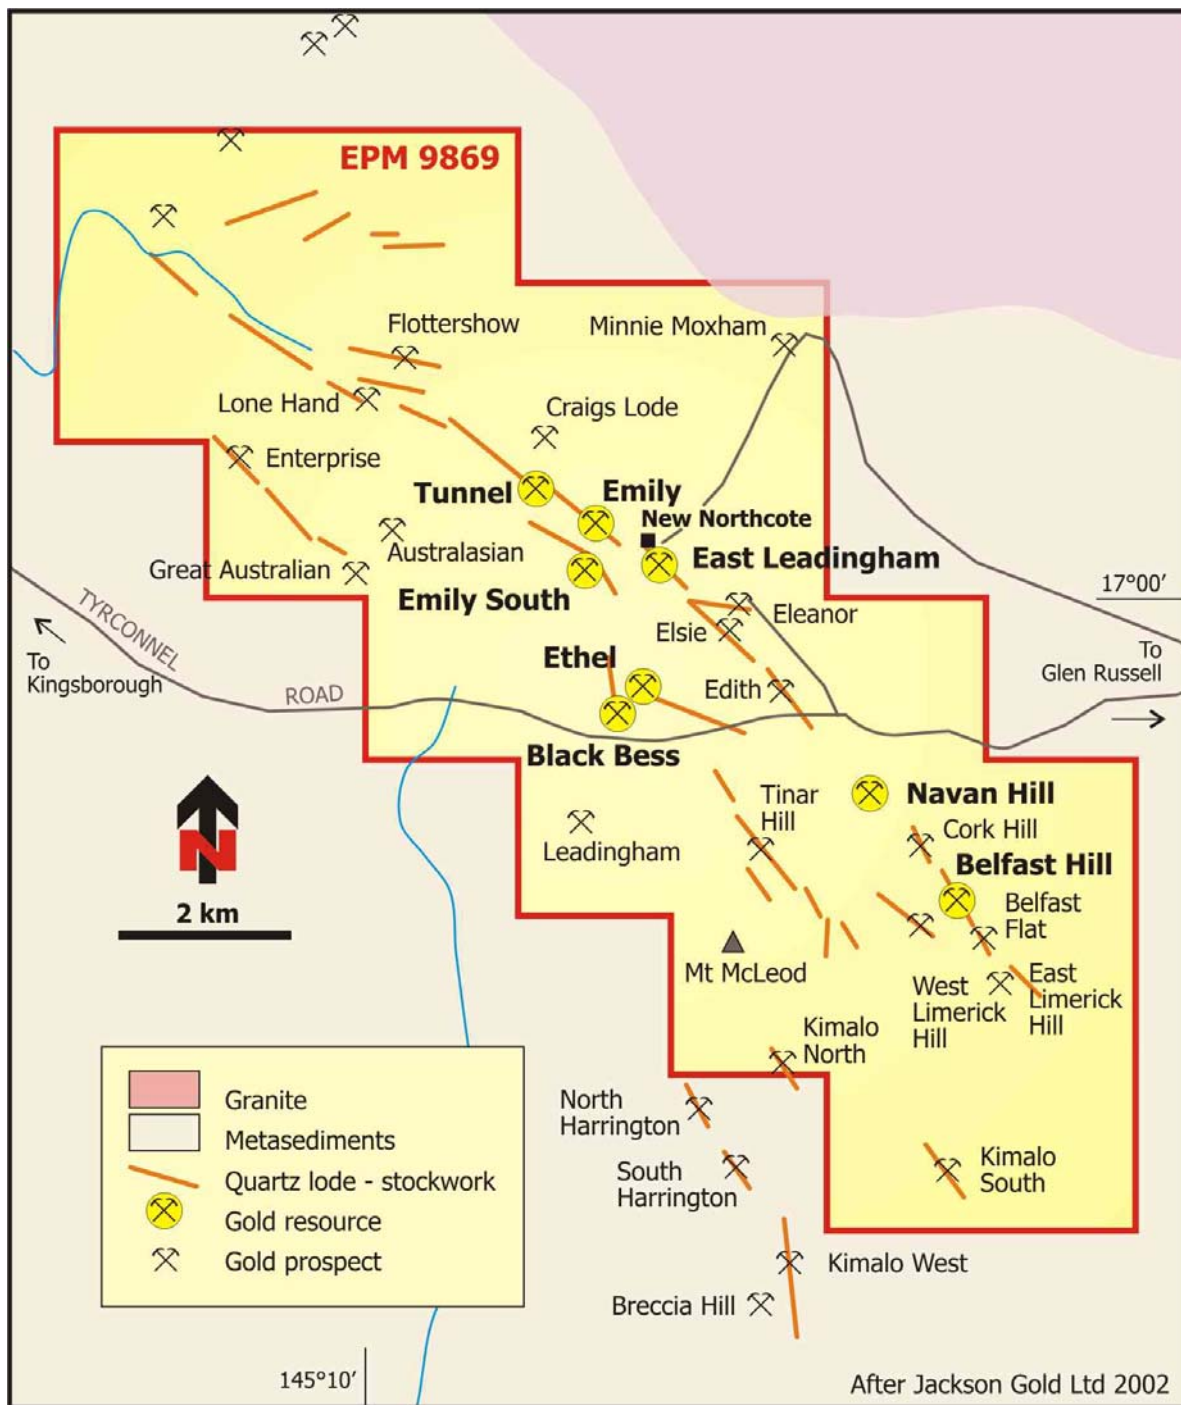 EPM 9869
Flottershow
Minnie Moxham
Lone Hand
Craigs Lode
Enterprise
Tunnel
Emily
New Northcote
Australasian
East Leadingham
Great Australian
Emily South
17°00′
Eleanor
TYRCONNEL
ROAD
Elsie
To
Kingsborough
To
Glen Russell
Ethel
Edith
Black Bess
Tinar
Hill
Navan Hill
Cork Hill
Leadingham
Belfast Hill
Belfast
Flat
N
2 km
Mt McLeod
West
Limerick
Hill
East
Limerick
Hill
Kimalo
North
North
Harrington
South
Harrington
Kimalo
South
Kimalo West
Breccia Hill
Granite
Metasediments
Quartz lode - stockwork
Gold resource
Gold prospect
145°10′
After Jackson Gold Ltd 2002